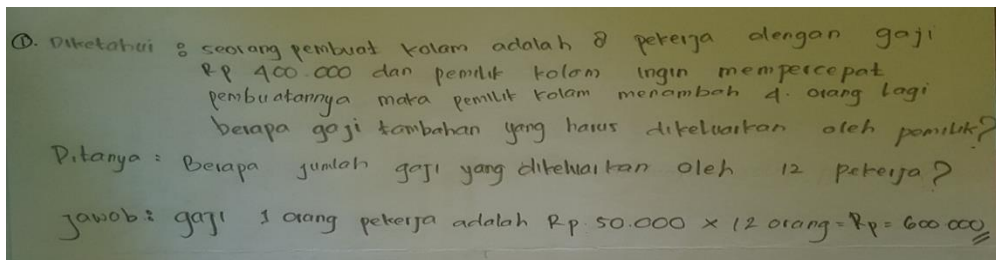 ①. Diketahui : seorang pembuat kolam adalah 8 pekerja dengan gaji
Rp 400.000 dan pemilik kolam ingin mempercepat
pembuatannya maka pemilik kolam menambah 4. orang lagi
berapa gaji tambahan yang harus dikeluarkan oleh pemilik?
Ditanya : Berapa jumlah gaji yang dikeluarkan oleh 12 pekerja?
Jawab : gaji 1 orang pekerja adalah Rp. 50.000 × 12 orang = Rp = 600 000